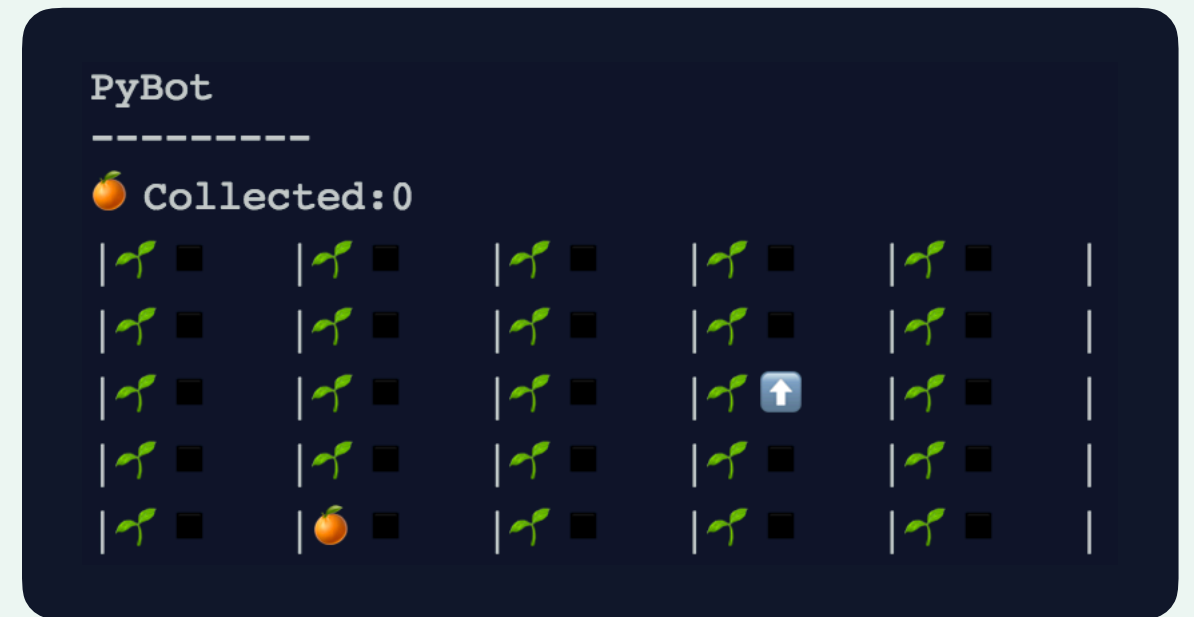 PyBot
---------
🍊 Collected:0
|🌱 ◾ |🌱 ◾ |🌱 ◾ |🌱 ◾ |🌱 ◾ |
|🌱 ◾ |🌱 ◾ |🌱 ◾ |🌱 ◾ |🌱 ◾ |
|🌱 ◾ |🌱 ◾ |🌱 ◾ |🌱 ⬆️ |🌱 ◾ |
|🌱 ◾ |🌱 ◾ |🌱 ◾ |🌱 ◾ |🌱 ◾ |
|🌱 ◾ |🍊 ◾ |🌱 ◾ |🌱 ◾ |🌱 ◾ |